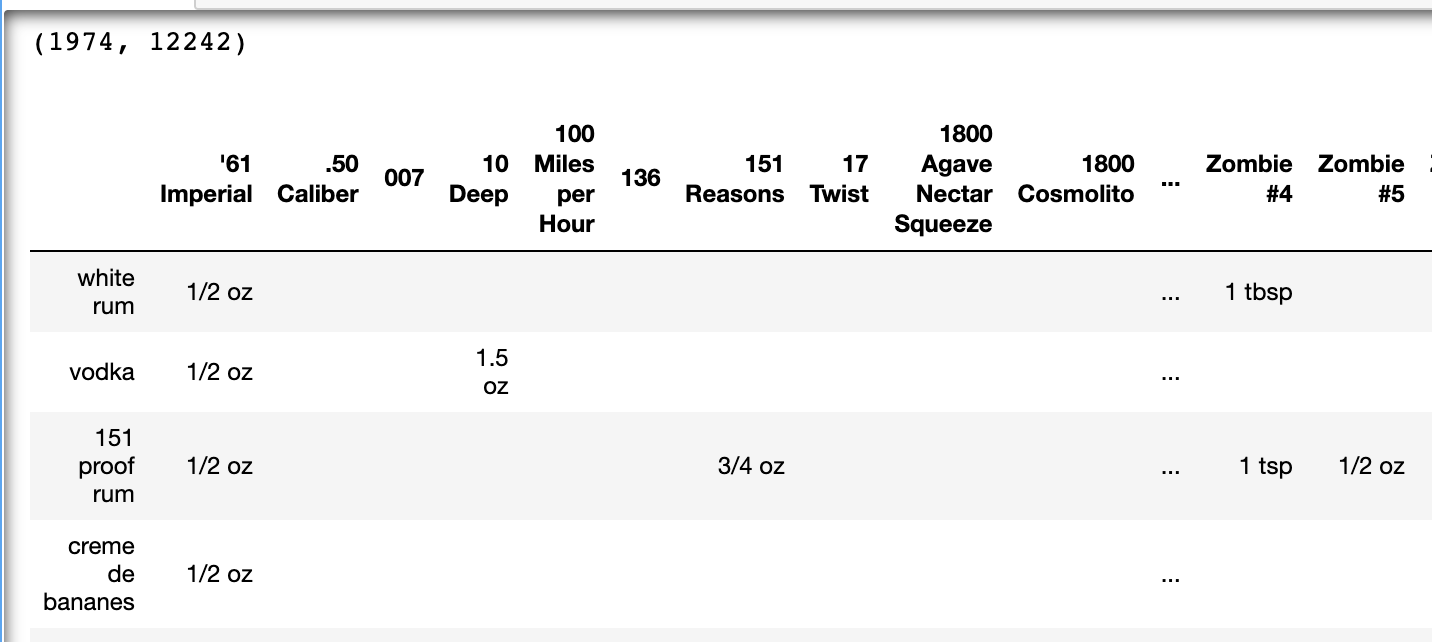 (1974, 12242)
'61 Imperial .50 Caliber 007 10 Deep 100 Miles per Hour 136 151 Reasons 17 Twist 1800 Agave Nectar Squeeze 1800 Cosmolito ... Zombie #4 Zombie #5
white rum 1/2 oz ... 1 tbsp
vodka 1/2 oz 1.5 oz ...
151 proof rum 1/2 oz 3/4 oz ... 1 tsp 1/2 oz
creme de bananes 1/2 oz ...